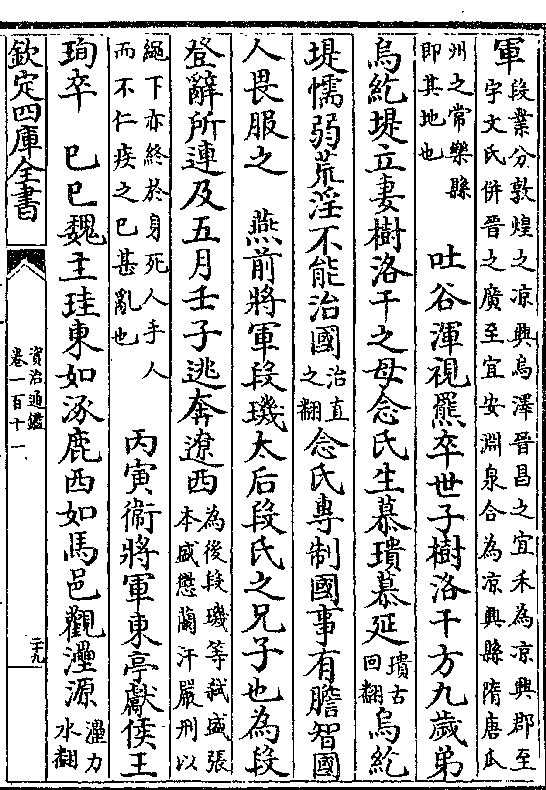 軍段業分敦煌之凉興烏澤晉昌之宜禾為凉興郡至宇文氏併晉之廣至宜安淵泉合為凉興縣隋唐瓜
州之常樂縣即其地也　吐谷渾視羆卒世子樹洛干方九歲弟
烏紇堤立妻樹洛干之母念氏生慕璝慕延璝古回翻烏紇
堤懦弱荒淫不能治國治直之翻念氏專制國事有膽智國
人畏服之　燕前將軍段璣太后段氏之兄子也為段
登辭所連及五月壬子逃奔遼西為後段璣等弑盛張本盛懲蘭汗嚴刑以
繩下亦終於身死人手人而不仁疾之已甚亂也　丙寅衞將軍東亭獻侯王
珣卒　己巳魏主珪東如涿鹿西如馬邑觀灅源灅力水翻
欽定四庫全書
資治通鑑
卷一百十一
二十九